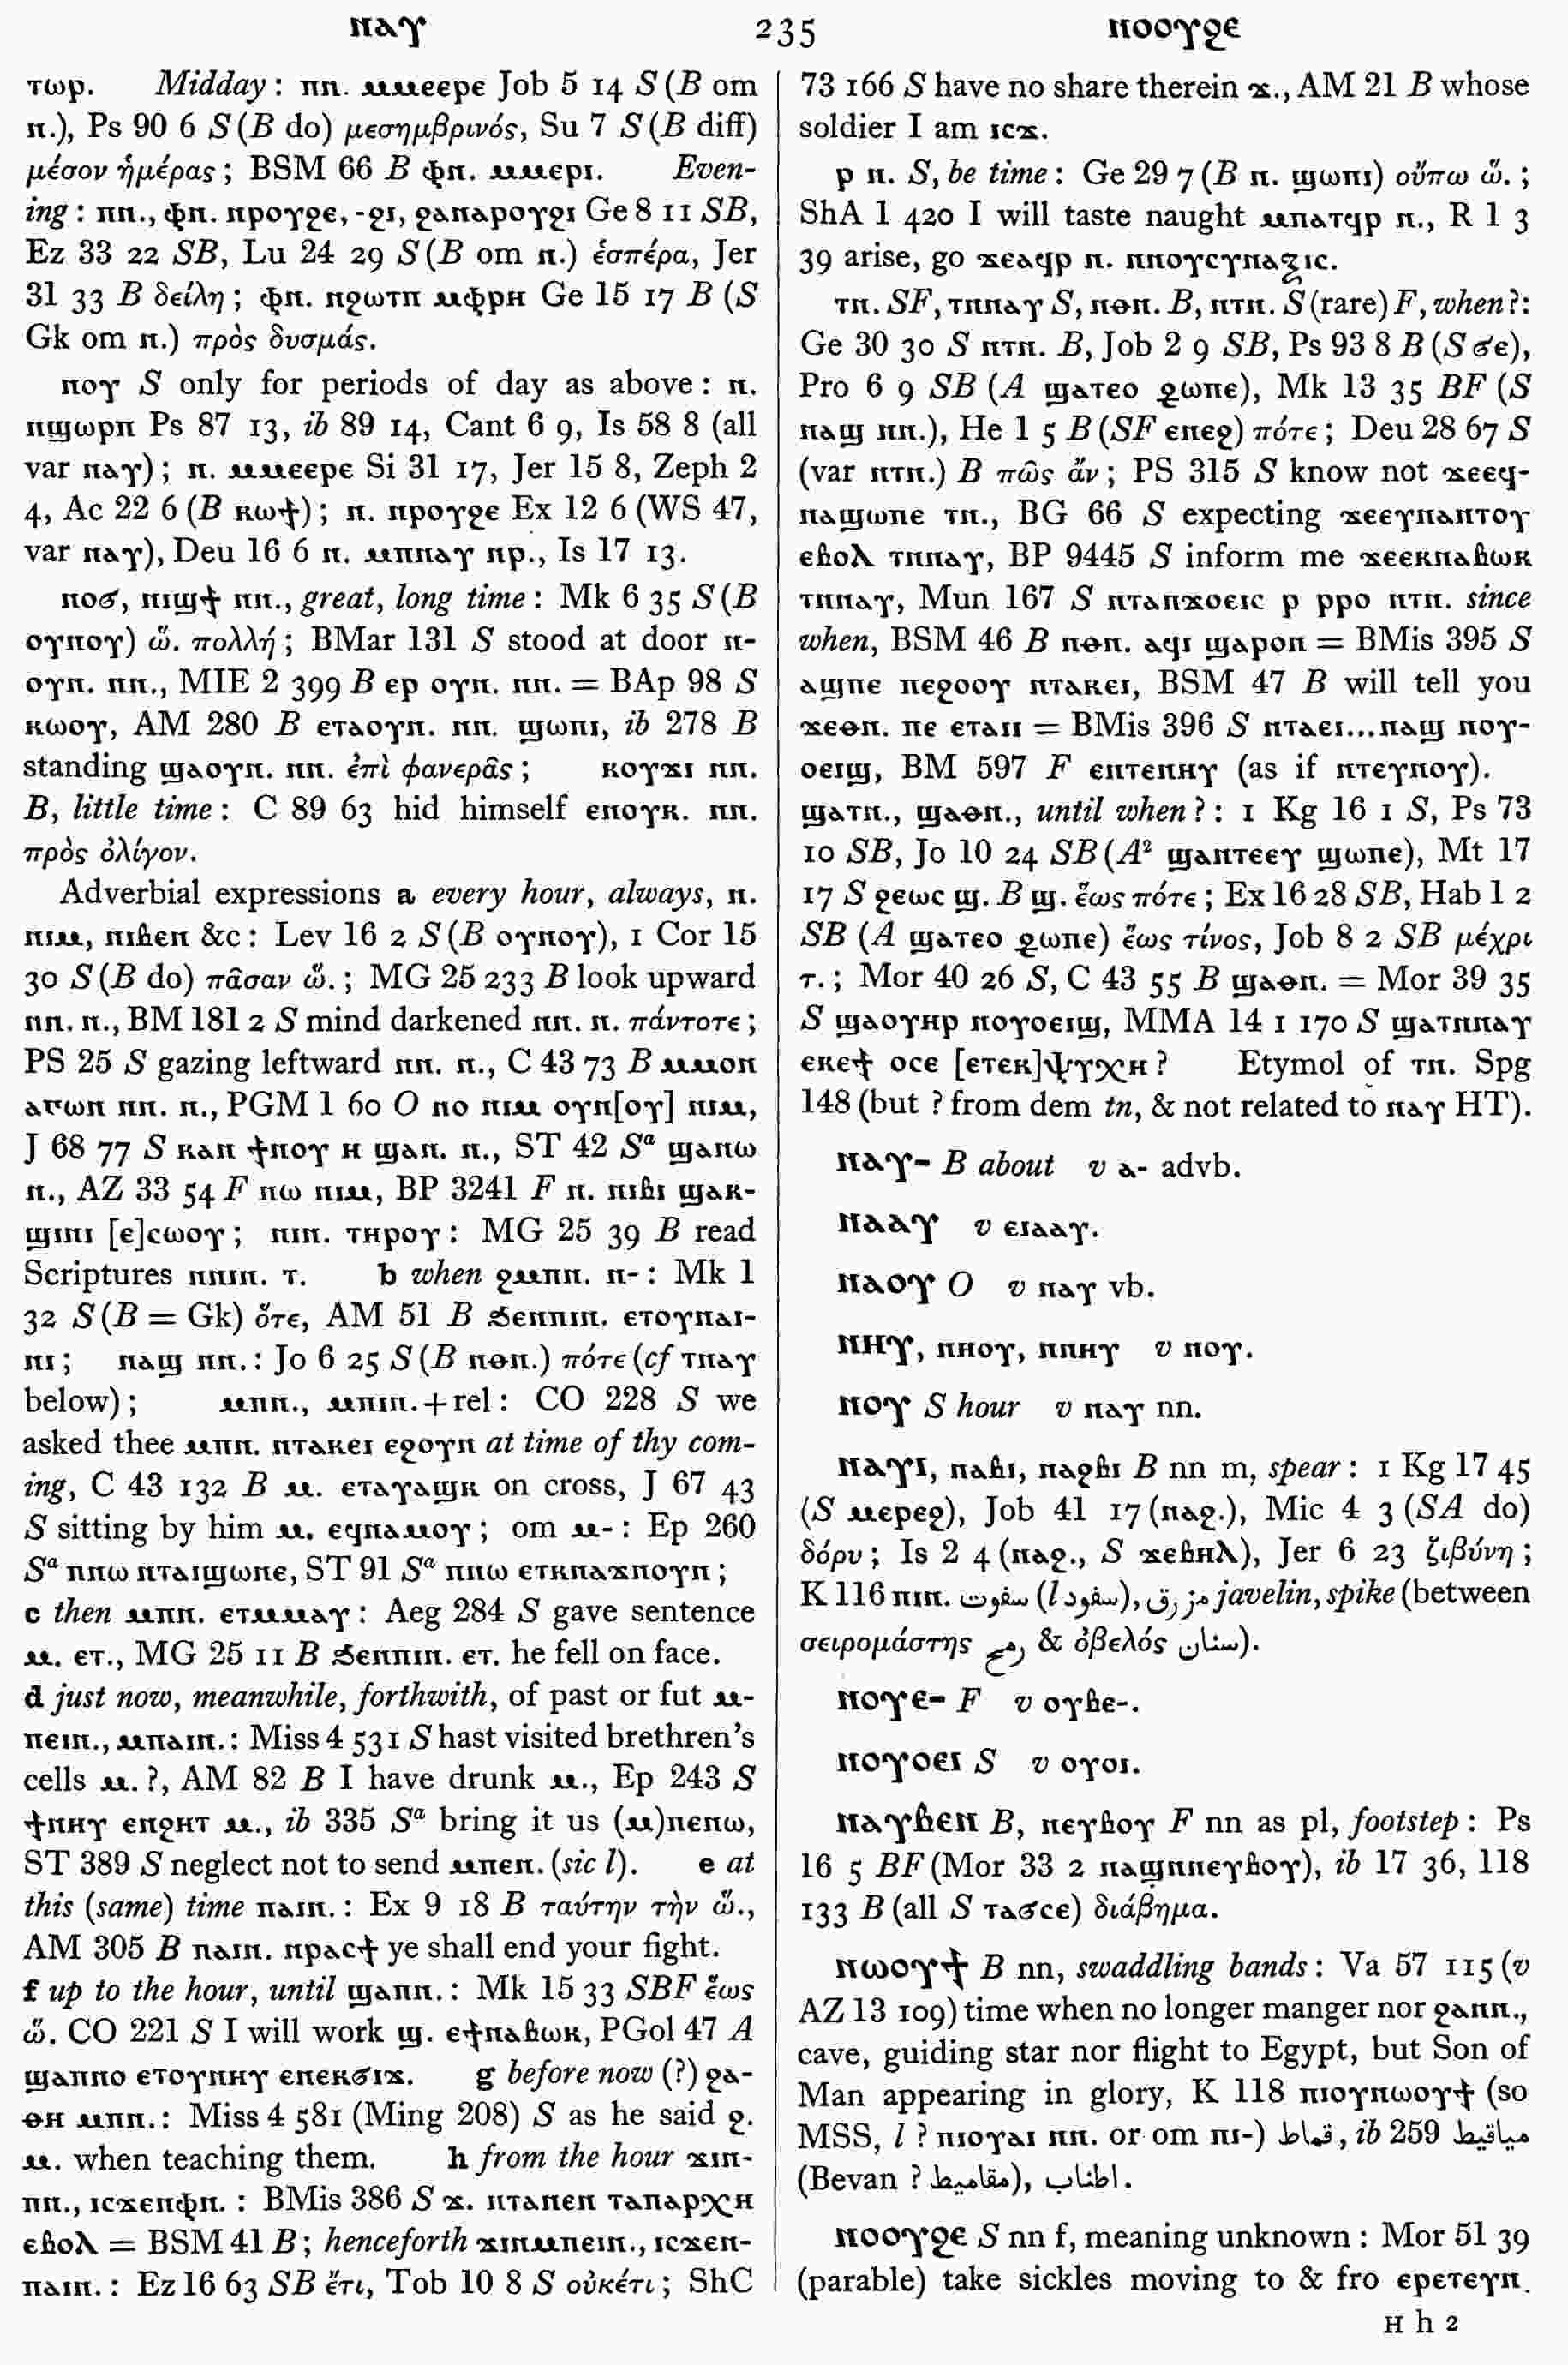 ⲛⲁⲩ 235 ⲛⲟⲟⲩϩⲉ
ⲧⲱⲣ. Midday: ⲛⲛ. ⲙⲙⲉⲉⲣⲉ Job 5 14 S (B om
ⲛ.), Ps 90 6 S (B do) μεσημβρινός, Su 7 S (B diff)
μέσον ἡμέρας; BSM 66 B ⲫⲛ. ⲙⲙⲉⲣⲓ. Even-
ing: ⲡⲛ., ⲫⲛ. ⲛⲣⲟⲩϩⲉ, -ϩⲓ, ϩⲁⲛⲁⲣⲟⲩϩⲓ Ge 8 11 SB,
Ez 33 22 SB, Lu 24 29 S (B om ⲛ.) ἑσπέρα, Jer
31 33 B δείλη; ⲫⲛ. ⲛϩⲱⲧⲡ ⲙⲫⲣⲏ Ge 15 17 B (S
Gk om ⲛ.) πρὸς δυσμάς.
ⲛⲟⲩ S only for periods of day as above: ⲛ.
ⲛϣⲱⲣⲡ Ps 87 13, ib 89 14, Cant 6 9, Is 58 8 (all
var ⲛⲁⲩ); ⲛ. ⲙⲙⲉⲉⲣⲉ Si 31 17, Jer 15 8, Zeph 2
4, Ac 22 6 (B ⲕⲱϯ); ⲛ. ⲛⲣⲟⲩϩⲉ Ex 12 6 (WS 47,
var ⲛⲁⲩ), Deu 16 6 ⲛ. ⲙⲡⲛⲁⲩ ⲛⲣ., Is 17 13.
ⲛⲟϭ, ⲛⲓϣϯ ⲛⲛ., great, long time: Mk 6 35 S (B
ⲟⲩⲛⲟⲩ) ὥ. πολλή; BMar 131 S stood at door ⲛ-
ⲟⲩⲛ. ⲛⲛ., MIE 2 399 B ⲉⲣ ⲟⲩⲛ. ⲛⲛ. = BAp 98 S
ⲕⲱⲟⲩ, AM 280 B ⲉⲧⲁⲟⲩⲛ. ⲛⲛ. ϣⲱⲡⲓ, ib 278 B
standing ϣⲁⲟⲩⲛ. ⲛⲛ. ἐπὶ φανερᾶς; ⲕⲟⲩϫⲓ ⲛⲛ.
B, little time: C 89 63 hid himself ⲉⲡⲟⲩⲕ. ⲛⲛ.
πρὸς ὀλίγον.
Adverbial expressions a every hour, always, ⲛ.
ⲛⲓⲙ, ⲛⲓⲃⲉⲛ &c: Lev 16 2 S (B ⲟⲩⲛⲟⲩ), 1 Cor 15
30 S (B do) πᾶσαν ὥ.; MG 25 233 B look upward
ⲛⲛ. ⲛ., BM 181 2 S mind darkened ⲛⲛ. ⲛ. πάντοτε;
PS 25 S gazing leftward ⲛⲛ. ⲛ., C 43 73 B ⲙⲙⲟⲛ
ⲁⲅⲱⲛ ⲛⲛ. ⲛ., PGM 1 60 O ⲛⲟ ⲛⲓⲙ ⲟⲩⲛ[ⲟⲩ] ⲛⲓⲙ,
J 68 77 S ⲕⲁⲛ ϯⲛⲟⲩ ⲏ ϣⲁⲛ. ⲛ., ST 42 Sᵃ ϣⲁⲛⲱ
ⲛ., AZ 33 54 F ⲛⲱ ⲛⲓⲙ, BP 3241 F ⲛ. ⲛⲓⲃⲓ ϣⲁⲕ-
ϣⲓⲛⲓ [ⲉ]ⲥⲱⲟⲩ; ⲛⲓⲛ. ⲧⲏⲣⲟⲩ: MG 25 39 B read
Scriptures ⲛⲛⲓⲛ. ⲧ. b when ϩⲙⲡⲛ. ⲛ-: Mk 1
32 S (B = Gk) ὅτε, AM 51 B ϧⲉⲛⲡⲓⲛ. ⲉⲧⲟⲩⲛⲁⲓ-
ⲛⲓ; ⲛⲁϣ ⲛⲛ.: Jo 6 25 S (B ⲛⲑⲛ.) πότε (cf ⲧⲛⲁⲩ
below); ⲙⲡⲛ., ⲙⲡⲓⲛ.+rel: CO 228 S we
asked thee ⲙⲡⲛ. ⲛⲧⲁⲕⲉⲓ ⲉϩⲟⲩⲛ at time of thy com-
ing, C 43 132 B ⲙ. ⲉⲧⲁⲩⲁϣⲕ on cross, J 67 43
S sitting by him ⲙ. ⲉϥⲛⲁⲙⲟⲩ; om ⲙ-: Ep 260
Sᵃ ⲡⲛⲱ ⲛⲧⲁⲓϣⲱⲡⲉ, ST 91 Sᵃ ⲡⲛⲱ ⲉⲧⲕⲛⲁϫⲛⲟⲩⲛ;
c then ⲙⲡⲛ. ⲉⲧⲙⲙⲁⲩ: Aeg 284 S gave sentence
ⲙ. ⲉⲧ., MG 25 11 B ϧⲉⲛⲡⲓⲛ. ⲉⲧ. he fell on face.
d just now, meanwhile, forthwith, of past or fut ⲙ-
ⲡⲉⲓⲛ., ⲙⲡⲁⲓⲛ.: Miss 4 531 S hast visited brethren's
cells ⲙ.?, AM 82 B I have drunk ⲙ., Ep 243 S
ϯⲛⲏⲩ ⲉⲡϩⲏⲧ ⲙ., ib 335 Sᵃ bring it us (ⲙ)ⲡⲉⲛⲱ,
ST 389 S neglect not to send ⲙⲡⲉⲛ. (sic l). e at
this (same) time ⲡⲁⲓⲛ.: Ex 9 18 B ταύτην τὴν ὥ.,
AM 305 B ⲡⲁⲓⲛ. ⲛⲣⲁⲥϯ ye shall end your fight.
f up to the hour, until ϣⲁⲡⲛ.: Mk 15 33 SBF ἕως
ὥ. CO 221 S I will work ϣ. ⲉϯⲛⲁⲃⲱⲕ, PGol 47 A
ϣⲁⲡⲛⲟ ⲉⲧⲟⲩⲛⲏⲩ ⲉⲛⲉⲕϭⲓϫ. g before now (?) ϩⲁ-
ⲑⲏ ⲙⲡⲛ.: Miss 4 581 (Ming 208) S as he said ϩ.
ⲙ. when teaching them. h from the hour ϫⲓⲛ-
ⲡⲛ., ⲓⲥϫⲉⲛⲫⲛ.: BMis 386 S ϫ. ⲛⲧⲁⲛⲉⲛ ⲧⲁⲡⲁⲣⲭⲏ
ⲉⲃⲟⲗ = BSM 41 B; henceforth ϫⲓⲛⲙⲡⲉⲓⲛ., ⲓⲥϫⲉⲛ-
ⲡⲁⲓⲛ.: Ez 16 63 SB ἔτι, Tob 10 8 S οὐκέτι; ShC
73 166 S have no share therein ϫ., AM 21 B whose
soldier I am ⲓⲥϫ.
ⲣ ⲛ. S, be time: Ge 29 7 (B ⲛ. ϣⲱⲡⲓ) οὔπω ὥ.;
ShA 1 420 I will taste naught ⲙⲡⲁⲧϥⲣ ⲛ., R 1 3
39 arise, go ϫⲉⲁϥⲣ ⲛ. ⲛⲛⲟⲩⲥⲩⲛⲁⲝⲓⲥ.
ⲧⲛ. SF, ⲧⲛⲛⲁⲩ S, ⲛⲑⲛ. B, ⲛⲧⲛ. S (rare) F, when?:
Ge 30 30 S ⲛⲧⲛ. B, Job 2 9 SB, Ps 93 8 B (S ϭⲉ),
Pro 6 9 SB (A ϣⲁⲧⲉⲟ ϩⲱⲡⲉ), Mk 13 35 BF (S
ⲛⲁϣ ⲛⲛ.), He 1 5 B (SF ⲉⲛⲉϩ) πότε; Deu 28 67 S
(var ⲛⲧⲛ.) B πῶς ἄν; PS 315 S know not ϫⲉⲉϥ-
ⲛⲁϣⲱⲡⲉ ⲧⲛ., BG 66 S expecting ϫⲉⲉⲩⲛⲁⲛⲧⲟⲩ
ⲉⲃⲟⲗ ⲧⲛⲛⲁⲩ, BP 9445 S inform me ϫⲉⲉⲕⲛⲁⲃⲱⲕ
ⲧⲛⲛⲁⲩ, Mun 167 S ⲛⲧⲁⲡϫⲟⲉⲓⲥ ⲣ ⲣⲣⲟ ⲛⲧⲛ. since
when, BSM 46 B ⲛⲑⲛ. ⲁϥⲓ ϣⲁⲣⲟⲛ = BMis 395 S
ⲁϣⲡⲉ ⲡⲉϩⲟⲟⲩ ⲛⲧⲁⲕⲉⲓ, BSM 47 B will tell you
ϫⲉⲑⲛ. ⲡⲉ ⲉⲧⲁⲓⲓ = BMis 396 S ⲛⲧⲁⲉⲓ...ⲛⲁϣ ⲛⲟⲩ-
ⲟⲉⲓϣ, BM 597 F ⲉⲛⲧⲉⲛⲛⲏⲩ (as if ⲛⲧⲉⲩⲛⲟⲩ).
ϣⲁⲧⲛ., ϣⲁⲑⲛ., until when?: 1 Kg 16 1 S, Ps 73
10 SB, Jo 10 24 SB (A² ϣⲁⲛⲧⲉⲉⲩ ϣⲱⲡⲉ), Mt 17
17 S ϩⲉⲱⲥ ϣ. B ϣ. ἕως πότε; Ex 16 28 SB, Hab 1 2
SB (A ϣⲁⲧⲉⲟ ϩⲱⲡⲉ) ἕως τίνος, Job 8 2 SB μέχρι
τ.; Mor 40 26 S, C 43 55 B ϣⲁⲑⲛ. = Mor 39 35
S ϣⲁⲟⲩⲏⲣ ⲛⲟⲩⲟⲉⲓϣ, MMA 14 1 170 S ϣⲁⲧⲛⲛⲁⲩ
ⲉⲕⲉϯ ⲟⲥⲉ [ⲉⲧⲉⲕ]ⲯⲩⲭⲏ? Etymol of ⲧⲛ. Spg
148 (but ? from dem tn, & not related to ⲛⲁⲩ HT).
ⲛⲁⲩ- B about v ⲁ- advb.
ⲛⲁⲁⲩ v ⲉⲓⲁⲁⲩ.
ⲛⲁⲟⲩ O v ⲛⲁⲩ vb.
ⲛⲏⲩ, ⲛⲏⲟⲩ, ⲛⲛⲏⲩ v ⲛⲟⲩ.
ⲛⲟⲩ S hour v ⲛⲁⲩ nn.
ⲛⲁⲩⲓ, ⲛⲁⲃⲓ, ⲛⲁϩⲃⲓ B nn m, spear: 1 Kg 17 45
(S ⲙⲉⲣⲉϩ), Job 41 17 (ⲛⲁϩ.), Mic 4 3 (SA do)
δόρυ; Is 2 4 (ⲛⲁϩ., S ϫⲉⲃⲏⲗ), Jer 6 23 ζιβύνη;
K 116 ⲡⲓⲛ. سفوت (l سفود), مزرق javelin, spike (between
σειρομάστης رمح & ὀβελός سنان).
ⲛⲟⲩⲉ- F v ⲟⲩⲃⲉ-.
ⲛⲟⲩⲟⲉⲓ S v ⲟⲩⲟⲓ.
ⲛⲁⲩⲃⲉⲛ B, ⲛⲉⲩⲃⲟⲩ F nn as pl, footstep: Ps
16 5 BF (Mor 33 2 ⲛⲁϣⲛⲛⲉⲩⲃⲟⲩ), ib 17 36, 118
133 B (all S ⲧⲁϭⲥⲉ) διάβημα.
ⲛⲱⲟⲩϯ B nn, swaddling bands: Va 57 115 (v
AZ 13 109) time when no longer manger nor ϩⲁⲛⲛ.,
cave, guiding star nor flight to Egypt, but Son of
Man appearing in glory, K 118 ⲡⲓⲟⲩⲛⲱⲟⲩϯ (so
MSS, l ? ⲡⲓⲟⲩⲁⲓ ⲛⲛ. or om ⲡⲓ-) قماط, ib 259 مياقيط
(Bevan ? مقاميط), اطناب.
ⲛⲟⲟⲩϩⲉ S nn f, meaning unknown: Mor 51 39
(parable) take sickles moving to & fro ⲉⲣⲉⲧⲉⲩⲛ.
H h 2